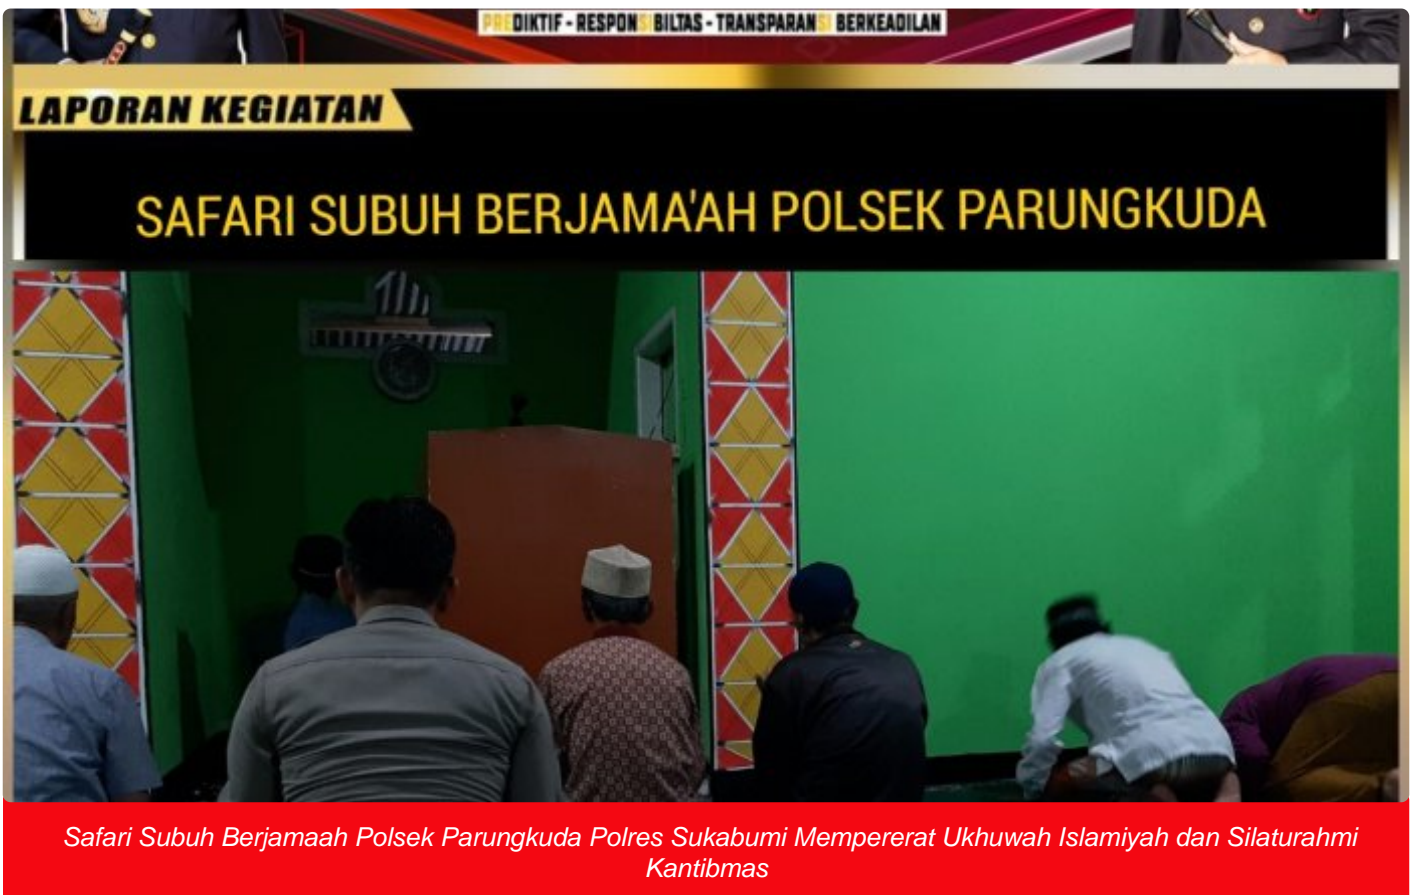 PREDIKTIF - RESPONSIBILTAS - TRANSPARANSI BERKEADILAN
LAPORAN KEGIATAN
SAFARI SUBUH BERJAMA'AH POLSEK PARUNGKUDA
Safari Subuh Berjamaah Polsek Parungkuda Polres Sukabumi Mempererat Ukhuwah Islamiyah dan Silaturahmi
Kantibmas